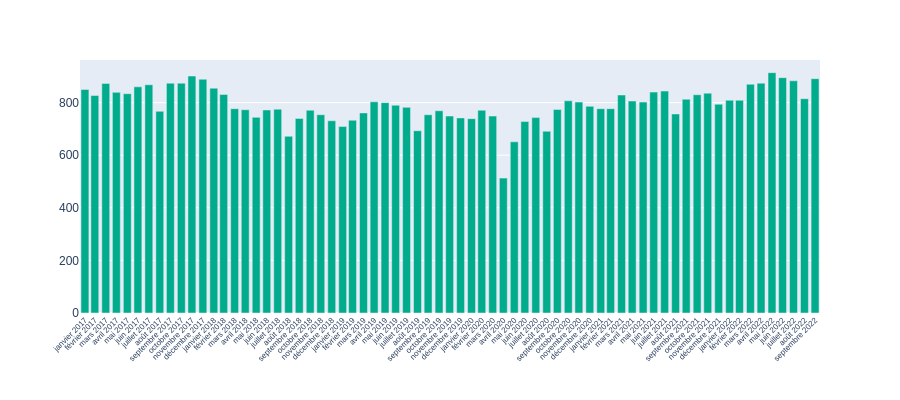 800
600
400
200
0
janvier 2017
février 2017
mars 2017
avril 2017
mai 2017
juin 2017
juillet 2017
août 2017
septembre 2017
octobre 2017
novembre 2017
décembre 2017
janvier 2018
février 2018
mars 2018
avril 2018
mai 2018
juin 2018
juillet 2018
août 2018
septembre 2018
octobre 2018
novembre 2018
décembre 2018
janvier 2019
février 2019
mars 2019
avril 2019
mai 2019
juin 2019
juillet 2019
août 2019
septembre 2019
octobre 2019
novembre 2019
décembre 2019
janvier 2020
février 2020
mars 2020
avril 2020
mai 2020
juin 2020
juillet 2020
août 2020
septembre 2020
octobre 2020
novembre 2020
décembre 2020
janvier 2021
février 2021
mars 2021
avril 2021
mai 2021
juin 2021
juillet 2021
août 2021
septembre 2021
octobre 2021
novembre 2021
décembre 2021
janvier 2022
février 2022
mars 2022
avril 2022
mai 2022
juin 2022
juillet 2022
août 2022
septembre 2022